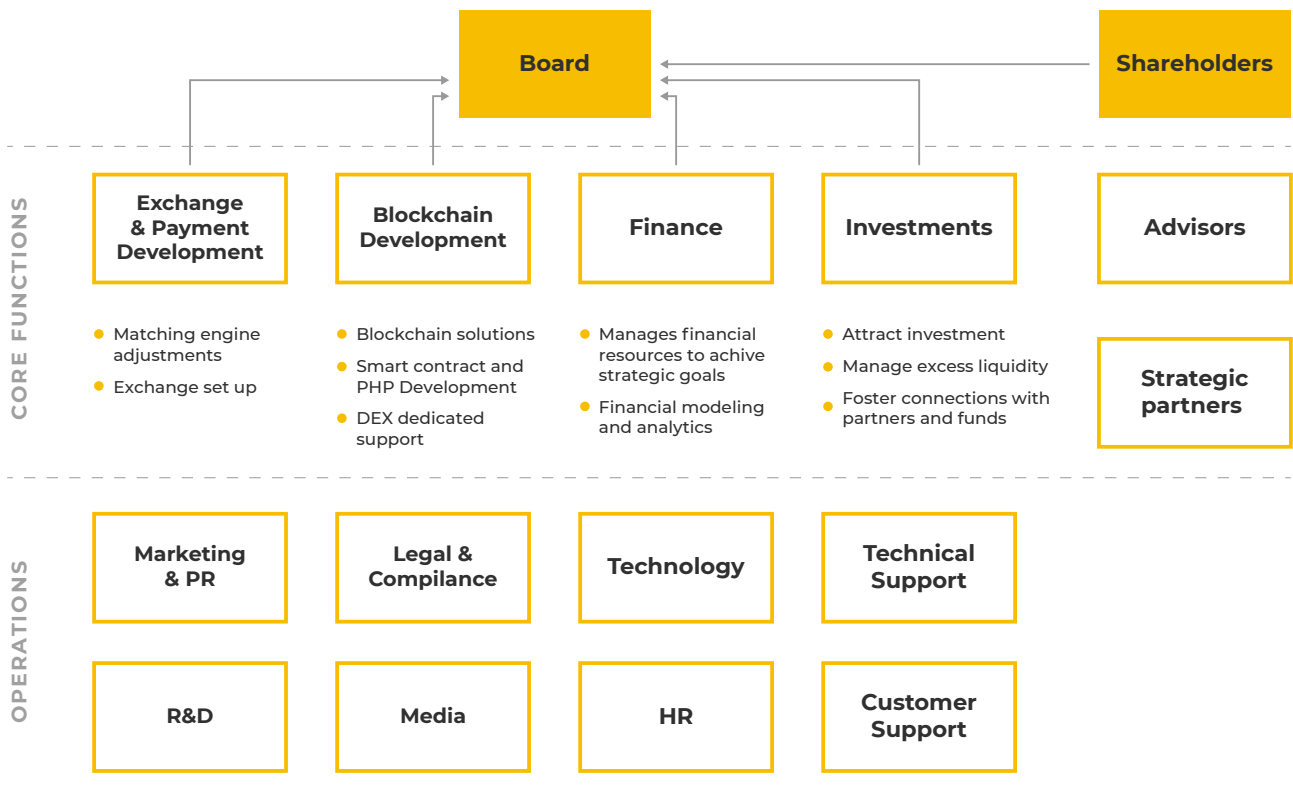 Board
Shareholders
CORE FUNCTIONS
Exchange
& Payment
Development
Blockchain
Development
Finance
Investments
Advisors
Matching engine
adjustments
Exchange set up
Blockchain solutions
Smart contract and
PHP Development
DEX dedicated
support
Manages financial
resources to achive
strategic goals
Financial modeling
and analytics
Attract investment
Manage excess liquidity
Foster connections with
partners and funds
Strategic
partners
OPERATIONS
Marketing
& PR
Legal &
Compilance
Technology
Technical
Support
R&D
Media
HR
Customer
Support